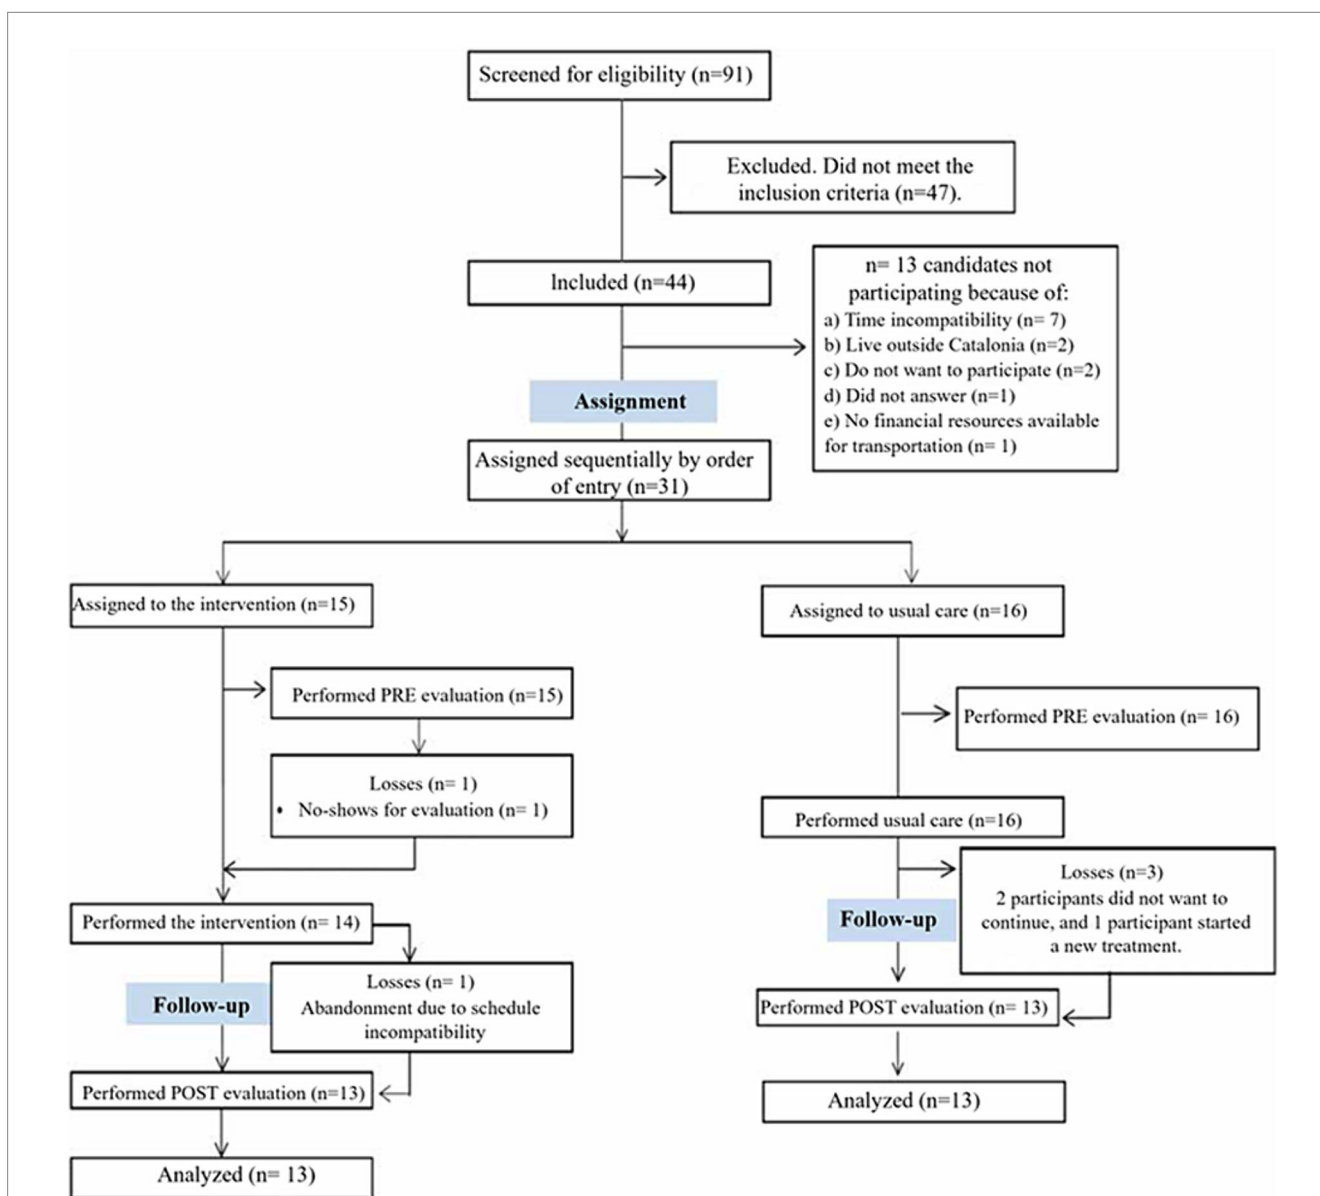 Screened for eligibility (n=91)
Excluded. Did not meet the
inclusion criteria (n=47).
Included (n=44)
n= 13 candidates not
participating because of:
a) Time incompatibility (n= 7)
b) Live outside Catalonia (n=2)
c) Do not want to participate (n=2)
d) Did not answer (n=1)
e) No financial resources available
for transportation (n= 1)
Assignment
Assigned sequentially by order
of entry (n=31)
Assigned to the intervention (n=15)
Performed PRE evaluation (n=15)
Losses (n= 1)
• No-shows for evaluation (n= 1)
Performed the intervention (n= 14)
Losses (n= 1)
Abandonment due to schedule
incompatibility
Follow-up
Performed POST evaluation (n=13)
Analyzed (n= 13)
Assigned to usual care (n=16)
Performed PRE evaluation (n= 16)
Performed usual care (n=16)
Losses (n=3)
2 participants did not want to
continue, and 1 participant started
a new treatment.
Follow-up
Performed POST evaluation (n= 13)
Analyzed (n=13)